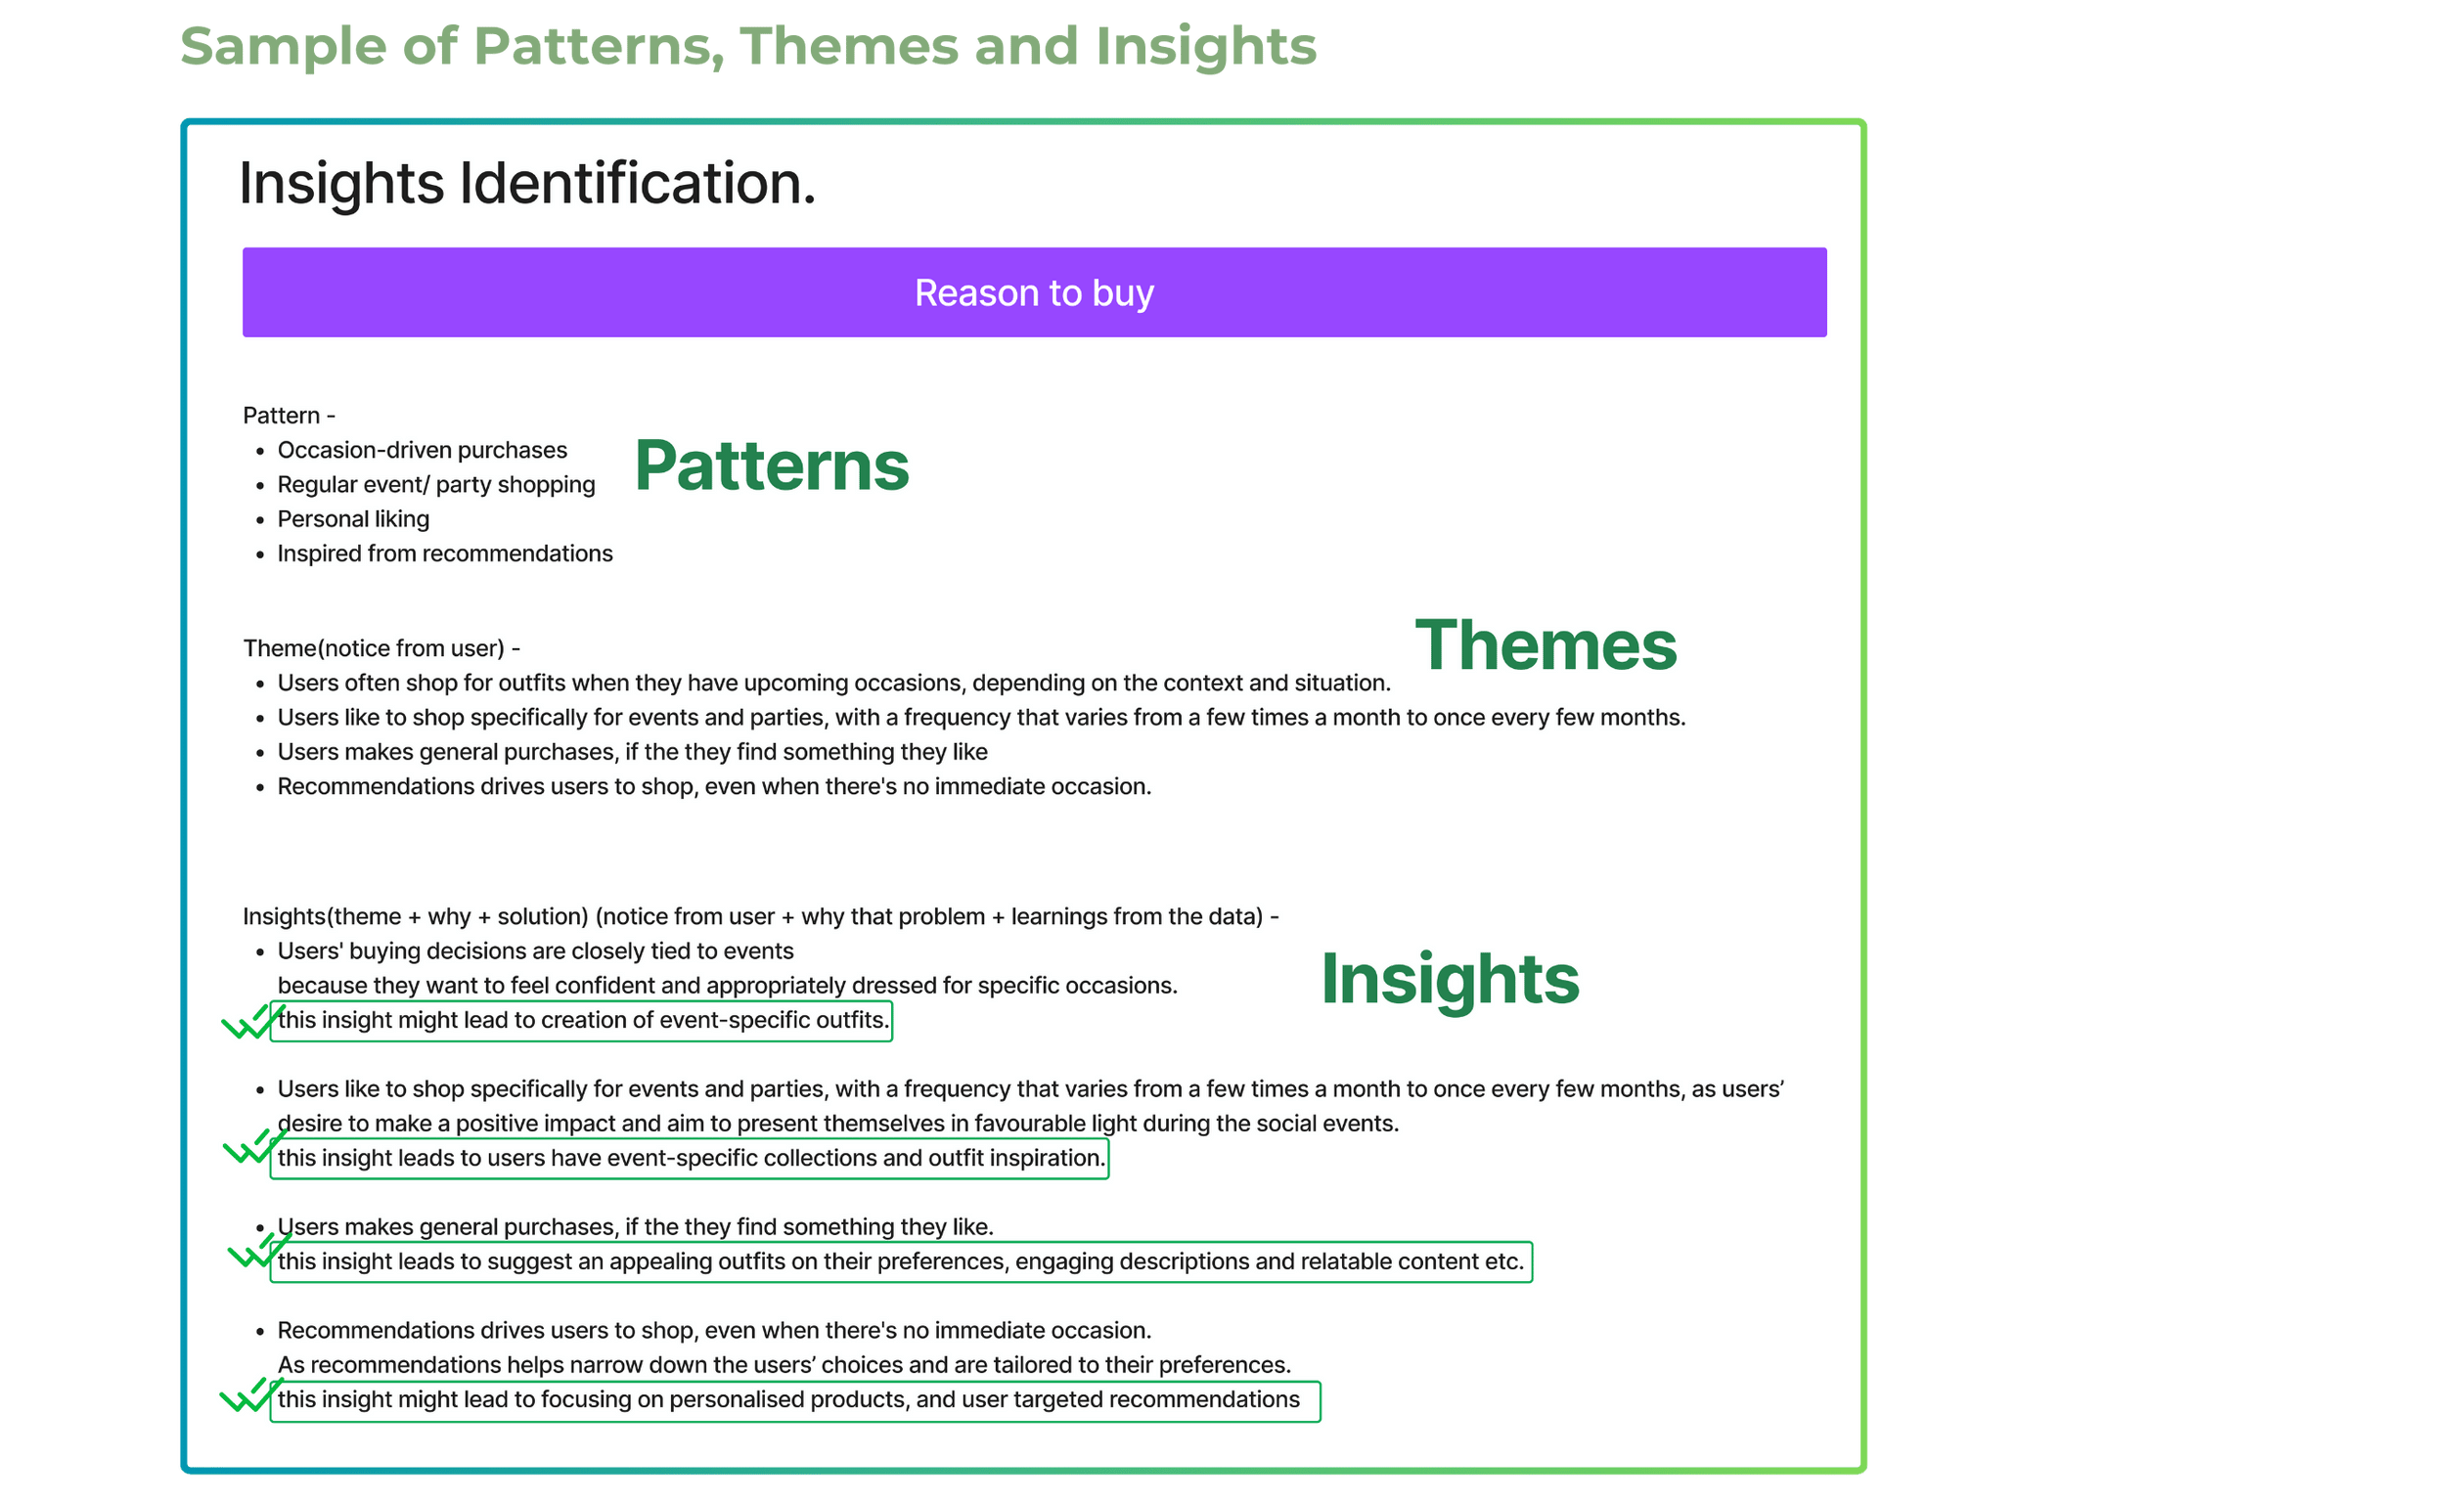 Sample of Patterns, Themes and Insights
Insights Identification.
Reason to buy
Pattern -
• Occasion-driven purchases
• Regular event/ party shopping
• Personal liking
• Inspired from recommendations
Patterns
Themes
Theme(notice from user) -
• Users often shop for outfits when they have upcoming occasions, depending on the context and situation.
• Users like to shop specifically for events and parties, with a frequency that varies from a few times a month to once every few months.
• Users makes general purchases, if the they find something they like
• Recommendations drives users to shop, even when there's no immediate occasion.
Insights(theme + why + solution) (notice from user + why that problem + learnings from the data) -
• Users' buying decisions are closely tied to events
because they want to feel confident and appropriately dressed for specific occasions.
this insight might lead to creation of event-specific outfits.
Insights
• Users like to shop specifically for events and parties, with a frequency that varies from a few times a month to once every few months, as users’
desire to make a positive impact and aim to present themselves in favourable light during the social events.
this insight leads to users have event-specific collections and outfit inspiration.
• Users makes general purchases, if the they find something they like.
this insight leads to suggest an appealing outfits on their preferences, engaging descriptions and relatable content etc.
• Recommendations drives users to shop, even when there's no immediate occasion.
As recommendations helps narrow down the users’ choices and are tailored to their preferences.
this insight might lead to focusing on personalised products, and user targeted recommendations